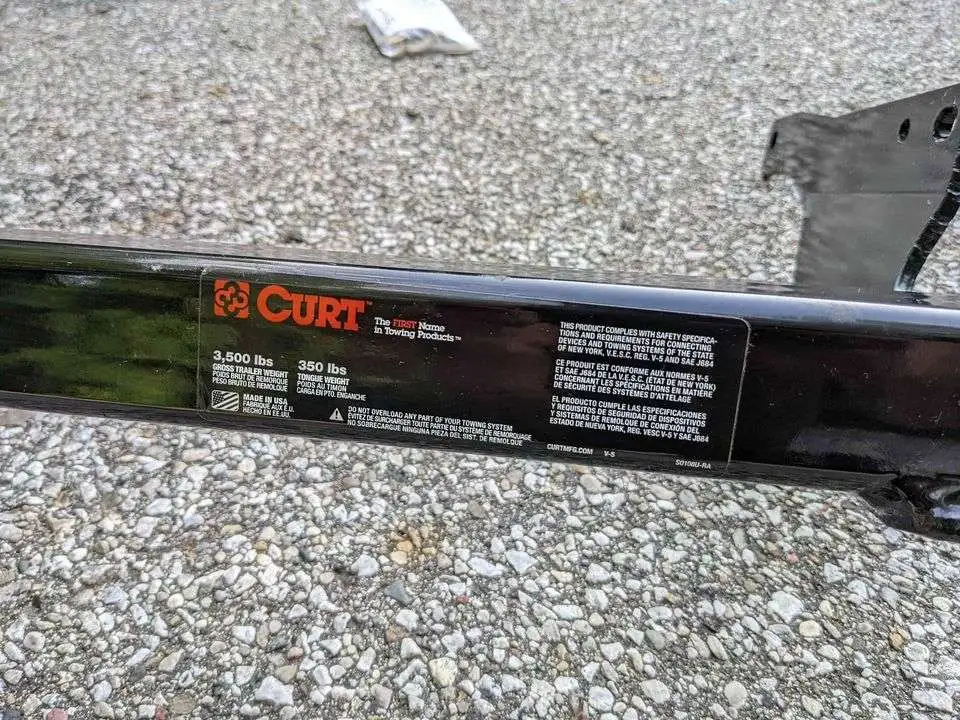 CURT™
The FIRST Name
in Towing Products™
3,500 lbs
GROSS TRAILER WEIGHT
POIDS BRUT DE REMORQUE
PESO BRUTO DE REMOLQUE
350 lbs
TONGUE WEIGHT
POIDS AU TIMON
CARGA EN PTO. ENGANCHE
MADE IN USA
FABRIQUE AUX É.U.
HECHO EN EE.UU.
DO NOT OVERLOAD ANY PART OF YOUR TOWING SYSTEM
ÉVITEZ DE SURCHARGER TOUTE PARTIE DU SYSTÈME DE REMORQUAGE
NO SOBRECARGUE NINGUNA PIEZA DEL SIST. DE REMOLQUE
THIS PRODUCT COMPLIES WITH SAFETY SPECIFICA-
TIONS AND REQUIREMENTS FOR CONNECTING
DEVICES AND TOWING SYSTEMS OF THE STATE
OF NEW YORK, V.E.S.C. REG. V-5 AND SAE J684
CE PRODUIT EST CONFORME AUX NORMES V-5
ET SAE J684 DE LA V.E.S.C. (ÉTAT DE NEW YORK)
CONCERNANT LES SPÉCIFICATIONS EN MATIÈRE
DE SÉCURITÉ DES SYSTÈMES D'ATTELAGE
EL PRODUCTO CUMPLE LAS ESPECIFICACIONES
Y REQUISITOS DE SEGURIDAD DE DISPOSITIVOS
Y SISTEMAS DE REMOLQUE DE CONEXIÓN DEL
ESTADO DE NUEVA YORK, REG. VESC V-5 Y SAE J684
CURTMFG.COM V-5